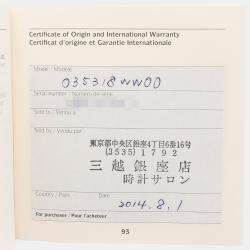 Certificate of Origin and International Warranty
Certificat d'origine et Garantie Internationale
Model / Modèle
035318WW00
Serial number / Numéro de série
Sold to / Vendu à
Sold by / Vendu par
東京都中央区銀座4丁目6番16号
(3535) 1792
三越銀座店
時計サロン
Country / Pays
Date
2014.8.1
For purchaser / Pour l'acheteur
93